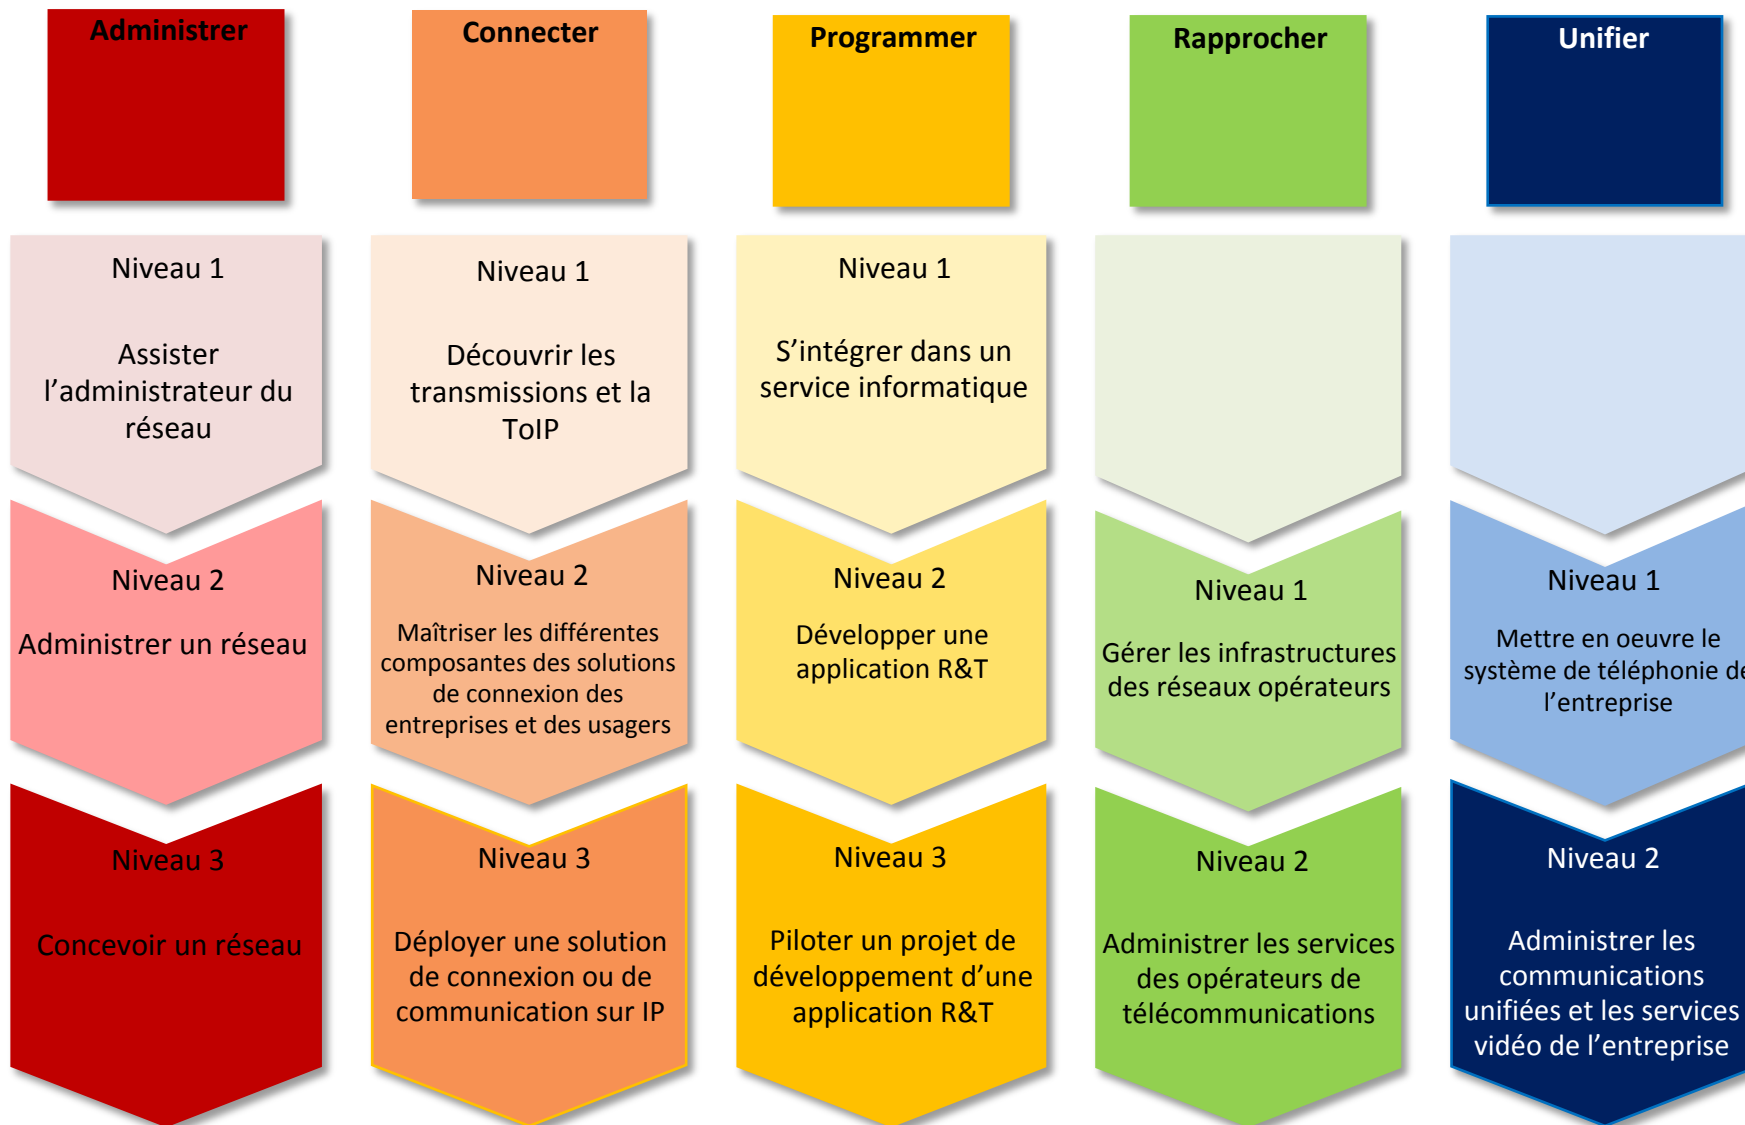 Administrer
Connecter
Programmer
Rapprocher
Unifier
Niveau 1
Assister
l’administrateur du
réseau
Niveau 1
Découvrir les
transmissions et la
ToIP
Niveau 1
S’intégrer dans un
service informatique
Niveau 2
Administrer un réseau
Niveau 2
Maîtriser les différentes
composantes des solutions
de connexion des
entreprises et des usagers
Niveau 2
Développer une
application R&T
Niveau 1
Gérer les infrastructures
des réseaux opérateurs
Niveau 1
Mettre en oeuvre le
système de téléphonie de
l’entreprise
Niveau 3
Concevoir un réseau
Niveau 3
Déployer une solution
de connexion ou de
communication sur IP
Niveau 3
Piloter un projet de
développement d’une
application R&T
Niveau 2
Administrer les services
des opérateurs de
télécommunications
Niveau 2
Administrer les
communications
unifiées et les services
vidéo de l’entreprise